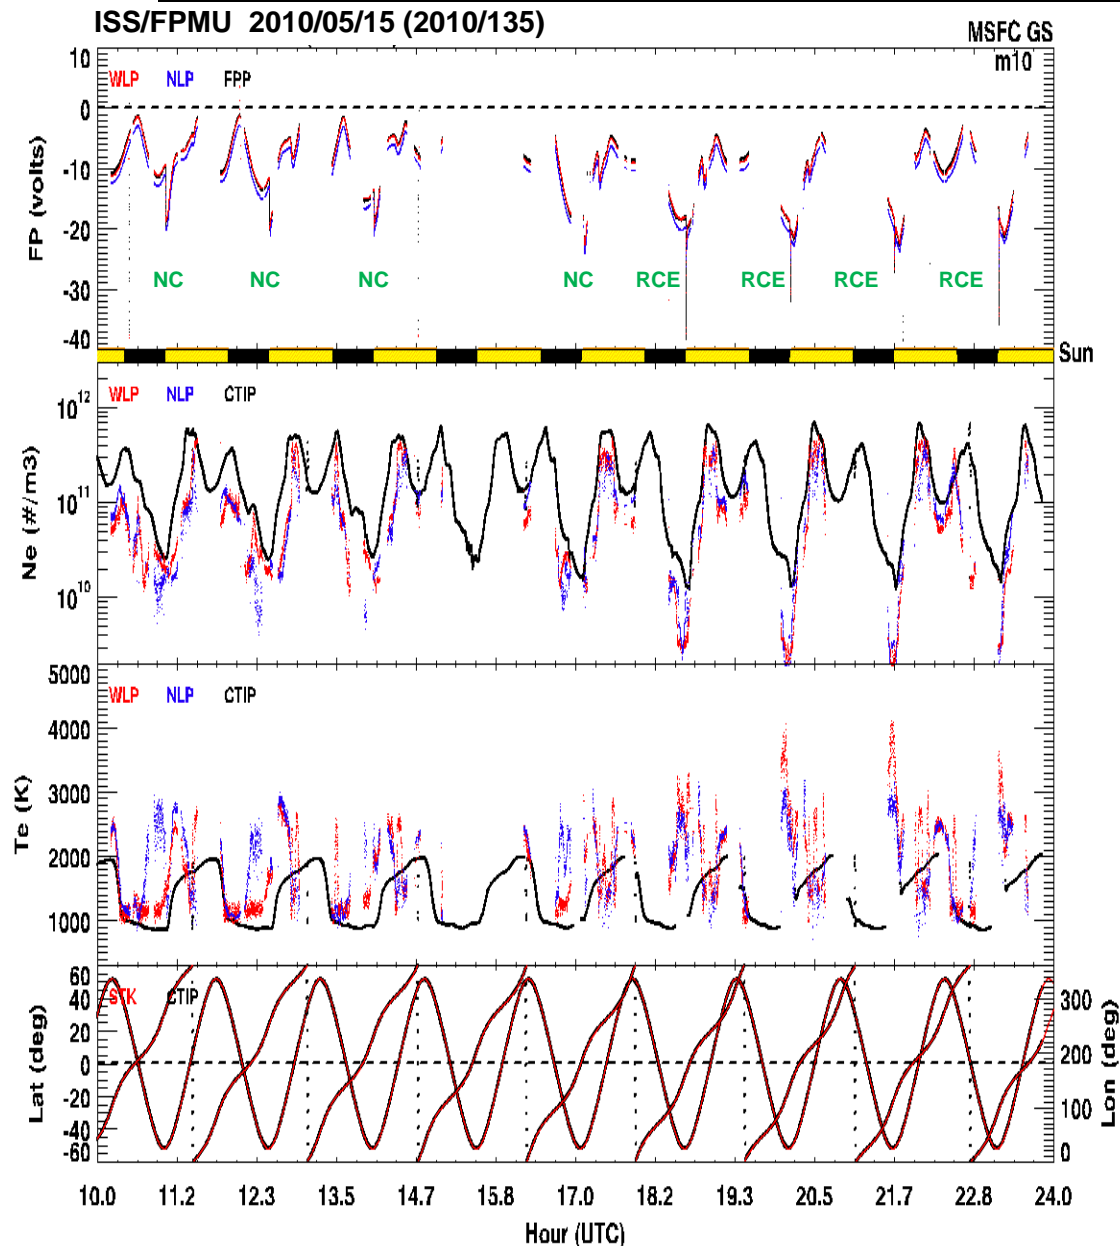 ISS/FPMU 2010/05/15 (2010/135)
MSFC GS
m10
10
0
-10
-20
-30
-40
FP (volts)
WLP NLP FPP
NC NC NC NC RCE RCE RCE RCE
Sun
10^12
10^11
10^10
Ne (#/m3)
WLP NLP CTIP
5000
4000
3000
2000
1000
Te (K)
WLP NLP CTIP
60
40
20
0
-20
-40
-60
Lat (deg)
STK CTIP
300
200
100
0
Lon (deg)
10.0 11.2 12.3 13.5 14.7 15.8 17.0 18.2 19.3 20.5 21.7 22.8 24.0
Hour (UTC)